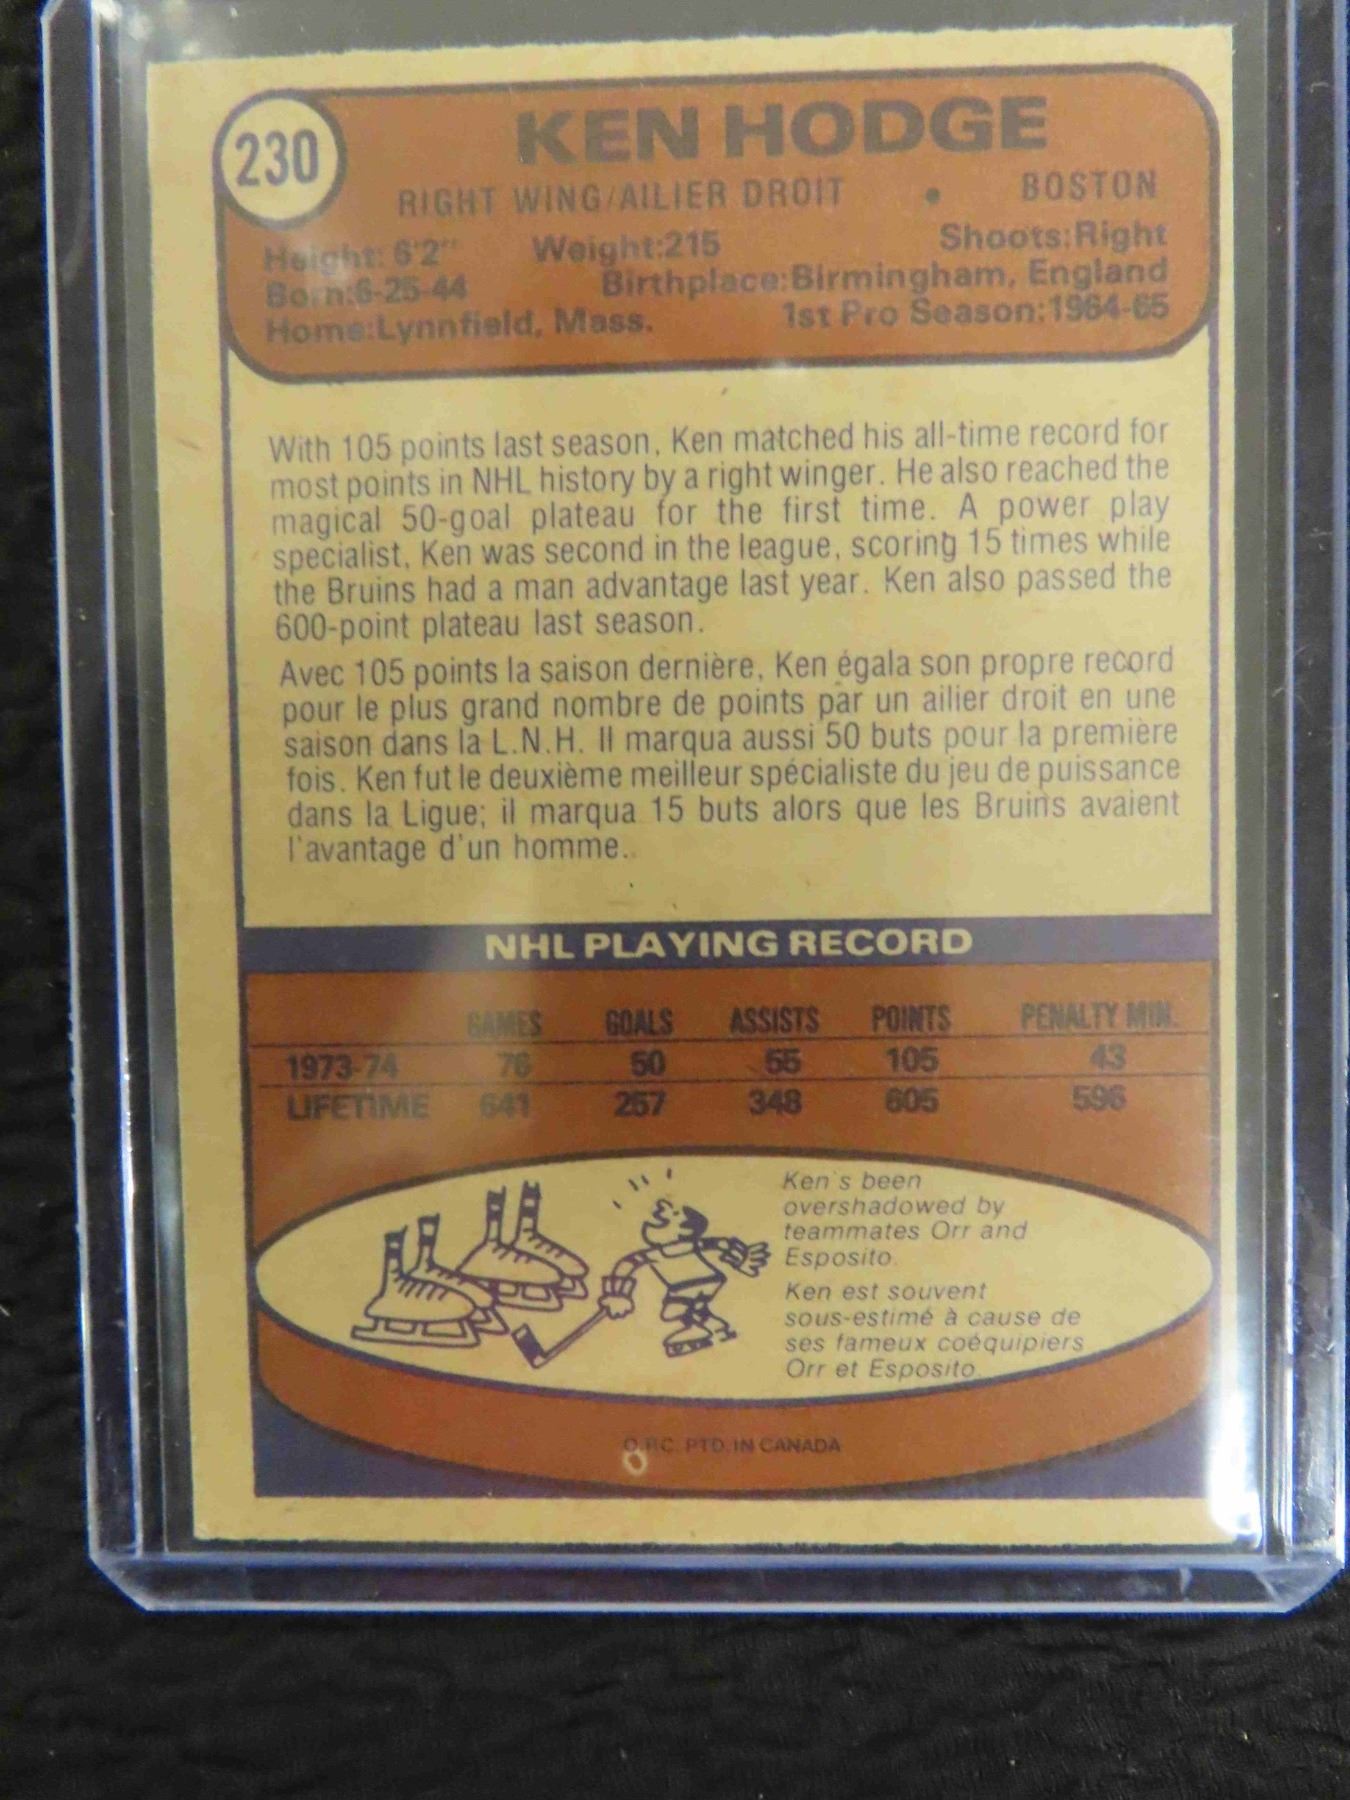 230
KEN HODGE
RIGHT WING/AILIER DROIT • BOSTON
Height: 6'2" Weight:215 Shoots:Right
Born:6-25-44 Birthplace:Birmingham, England
Home:Lynnfield, Mass. 1st Pro Season:1964-65
With 105 points last season, Ken matched his all-time record for
most points in NHL history by a right winger. He also reached the
magical 50-goal plateau for the first time. A power play
specialist, Ken was second in the league, scoring 15 times while
the Bruins had a man advantage last year. Ken also passed the
600-point plateau last season.
Avec 105 points la saison dernière, Ken égala son propre record
pour le plus grand nombre de points par un ailier droit en une
saison dans la L.N.H. Il marqua aussi 50 buts pour la première
fois. Ken fut le deuxième meilleur spécialiste du jeu de puissance
dans la Ligue; il marqua 15 buts alors que les Bruins avaient
l'avantage d'un homme.
NHL PLAYING RECORD
GAMES GOALS ASSISTS POINTS PENALTY MIN.
1973-74 76 50 55 105 43
LIFETIME 641 257 348 605 596
Ken's been
overshadowed by
teammates Orr and
Esposito.
Ken est souvent
sous-estimé à cause de
ses fameux coéquipiers
Orr et Esposito.
O.P.C. PTD. IN CANADA